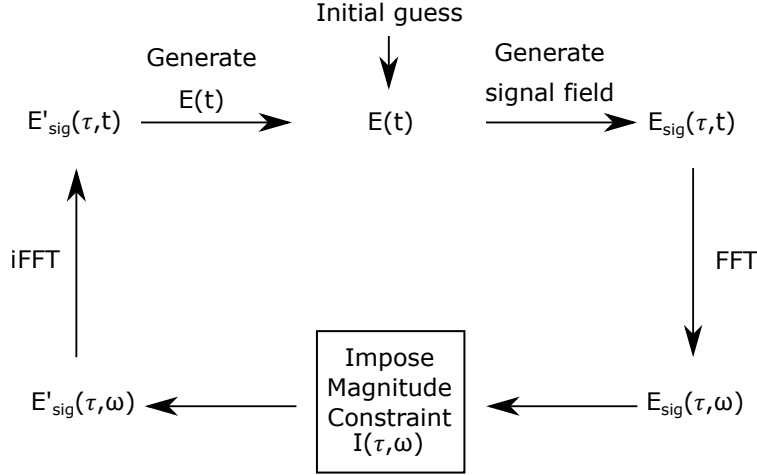 Initial guess
Generate
E(t)
Generate
signal field
E'sig(τ,t)
E(t)
Esig(τ,t)
iFFT
FFT
Impose
Magnitude
Constraint
I(τ,ω)
E'sig(τ,ω)
Esig(τ,ω)